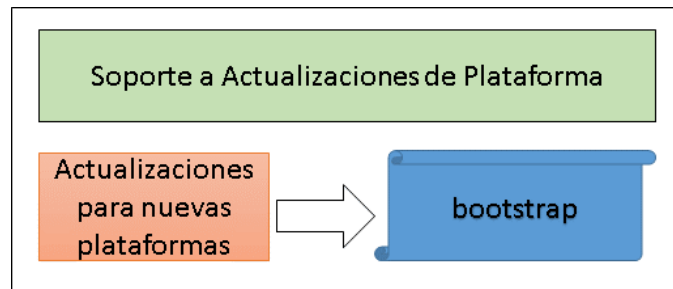 Soporte a Actualizaciones de Plataforma
Actualizaciones
para nuevas
plataformas
bootstrap